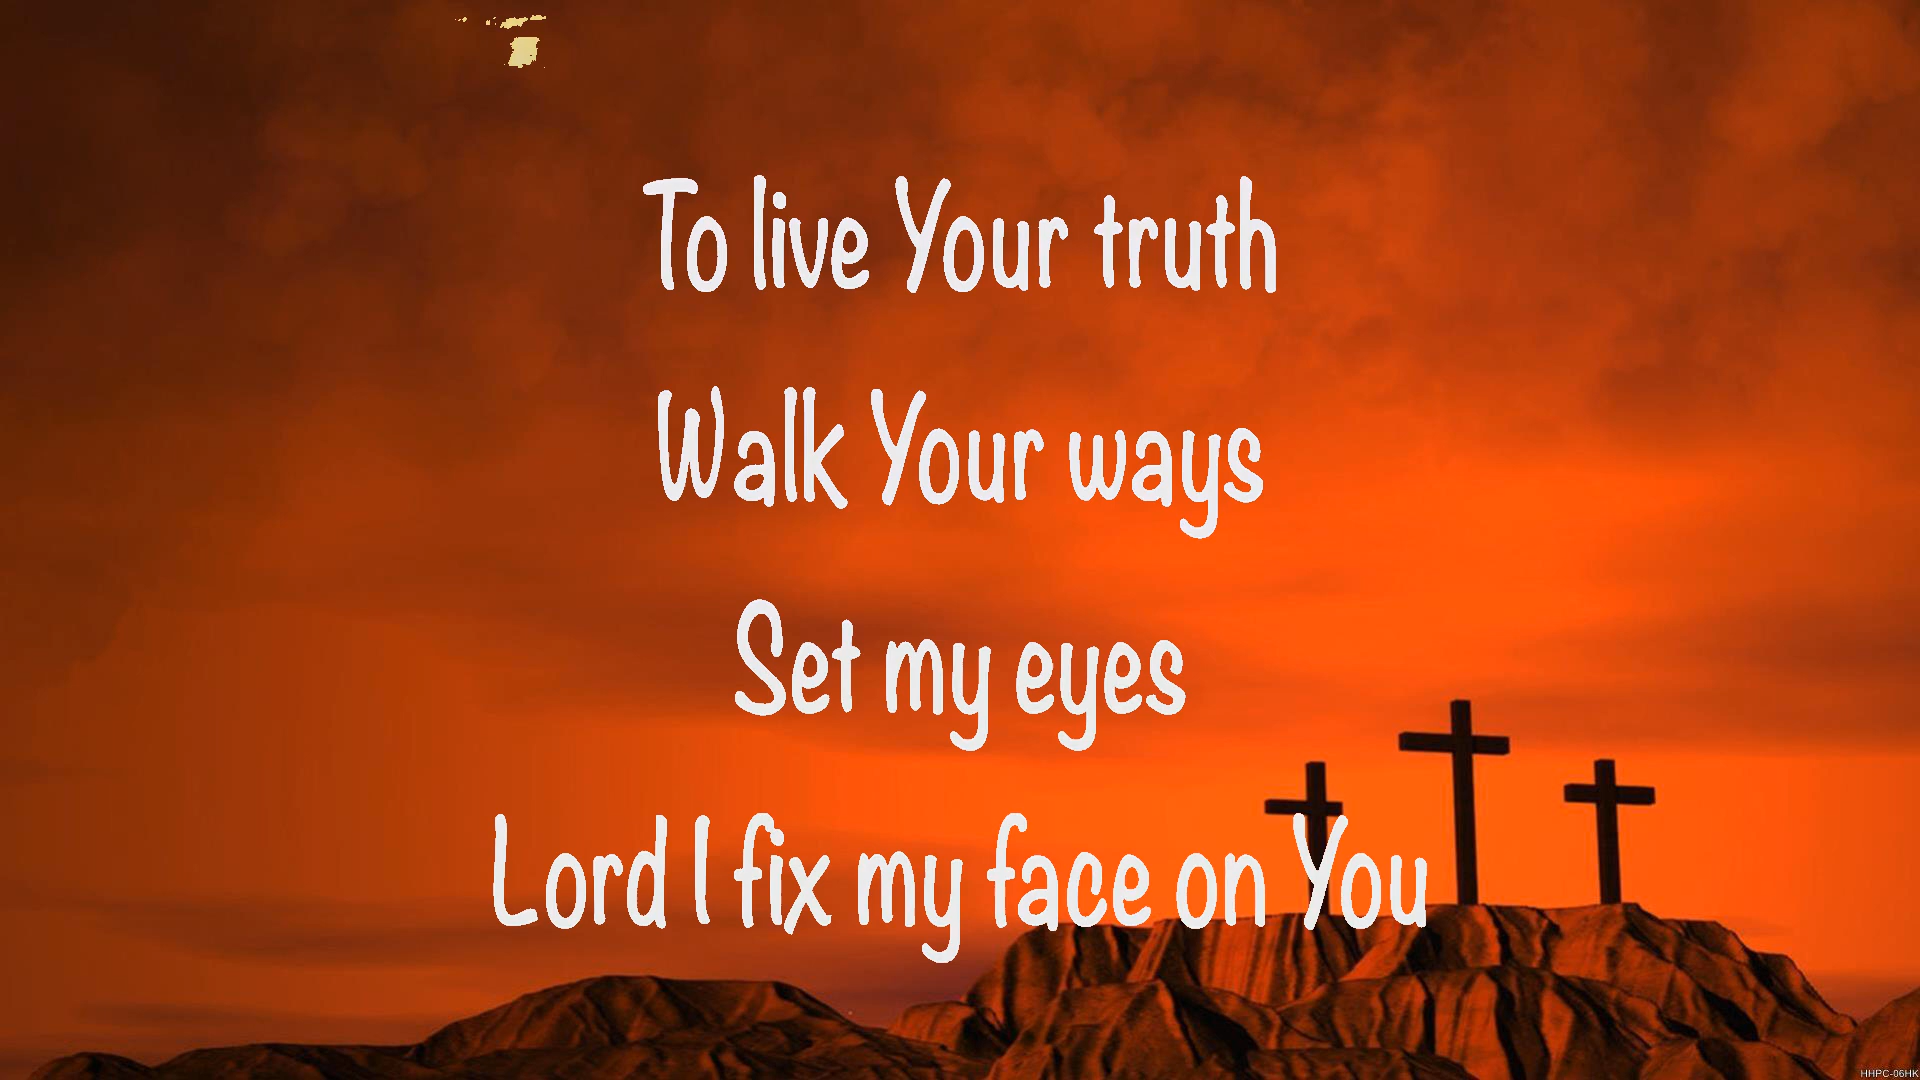 To live Your truth
Walk Your ways
Set my eyes
Lord I fix my face on You
HHPC-06HK